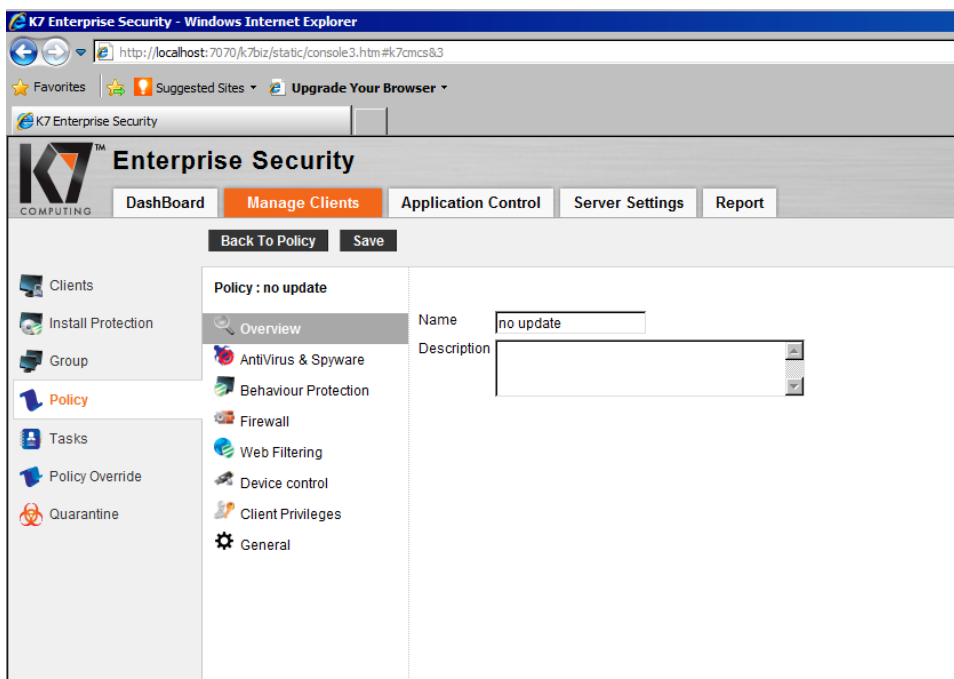 K7 Enterprise Security - Windows Internet Explorer
http://localhost:7070/k7biz/static/console3.htm#k7cmcs&3
Favorites Suggested Sites Upgrade Your Browser
K7 Enterprise Security
K7 TM Enterprise Security
COMPUTING
DashBoard Manage Clients Application Control Server Settings Report
Back To Policy Save
Clients
Install Protection
Group
Policy
Tasks
Policy Override
Quarantine
Policy : no update
Overview
AntiVirus & Spyware
Behaviour Protection
Firewall
Web Filtering
Device control
Client Privileges
General
Name no update
Description